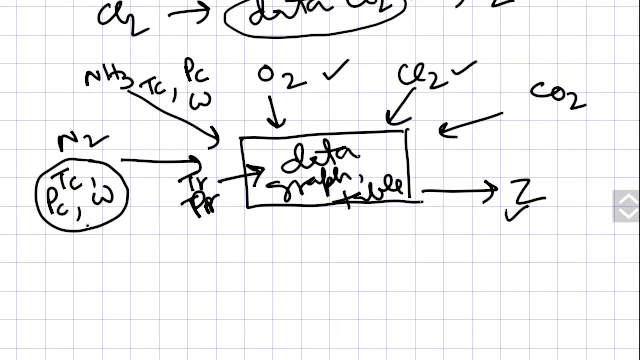 Cl2 → data CO2, Z
NH3 Tc, Pc ω
O2 ✓
Cl2 ✓
CO2
N2
Tc, Pc, ω
Tr Pr
data graph, table
Z ✓